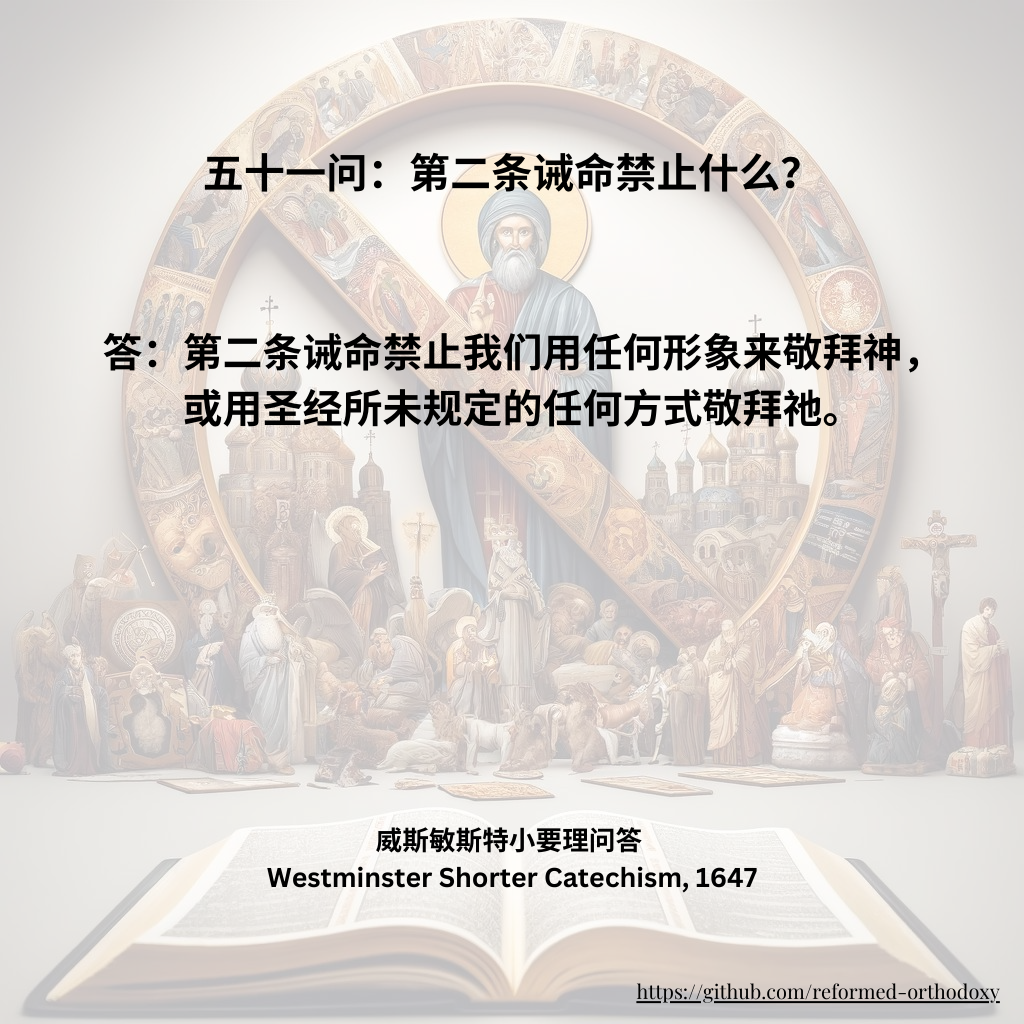 五十一问：第二条诫命禁止什么？
答：第二条诫命禁止我们用任何形象来敬拜神，
或用圣经所未规定的任何方式敬拜祂。
威斯敏斯特小要理问答
Westminster Shorter Catechism, 1647
https://github.com/reformed-orthodoxy